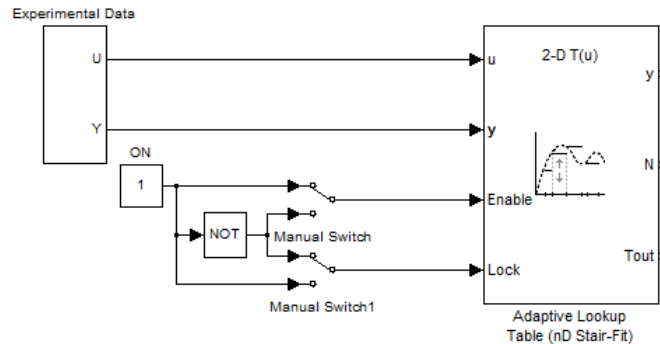 Experimental Data
U
Y
ON
1
NOT
Manual Switch
Manual Switch1
u
y
Enable
Lock
2-D T(u)
y
N
Tout
Adaptive Lookup
Table (nD Stair-Fit)